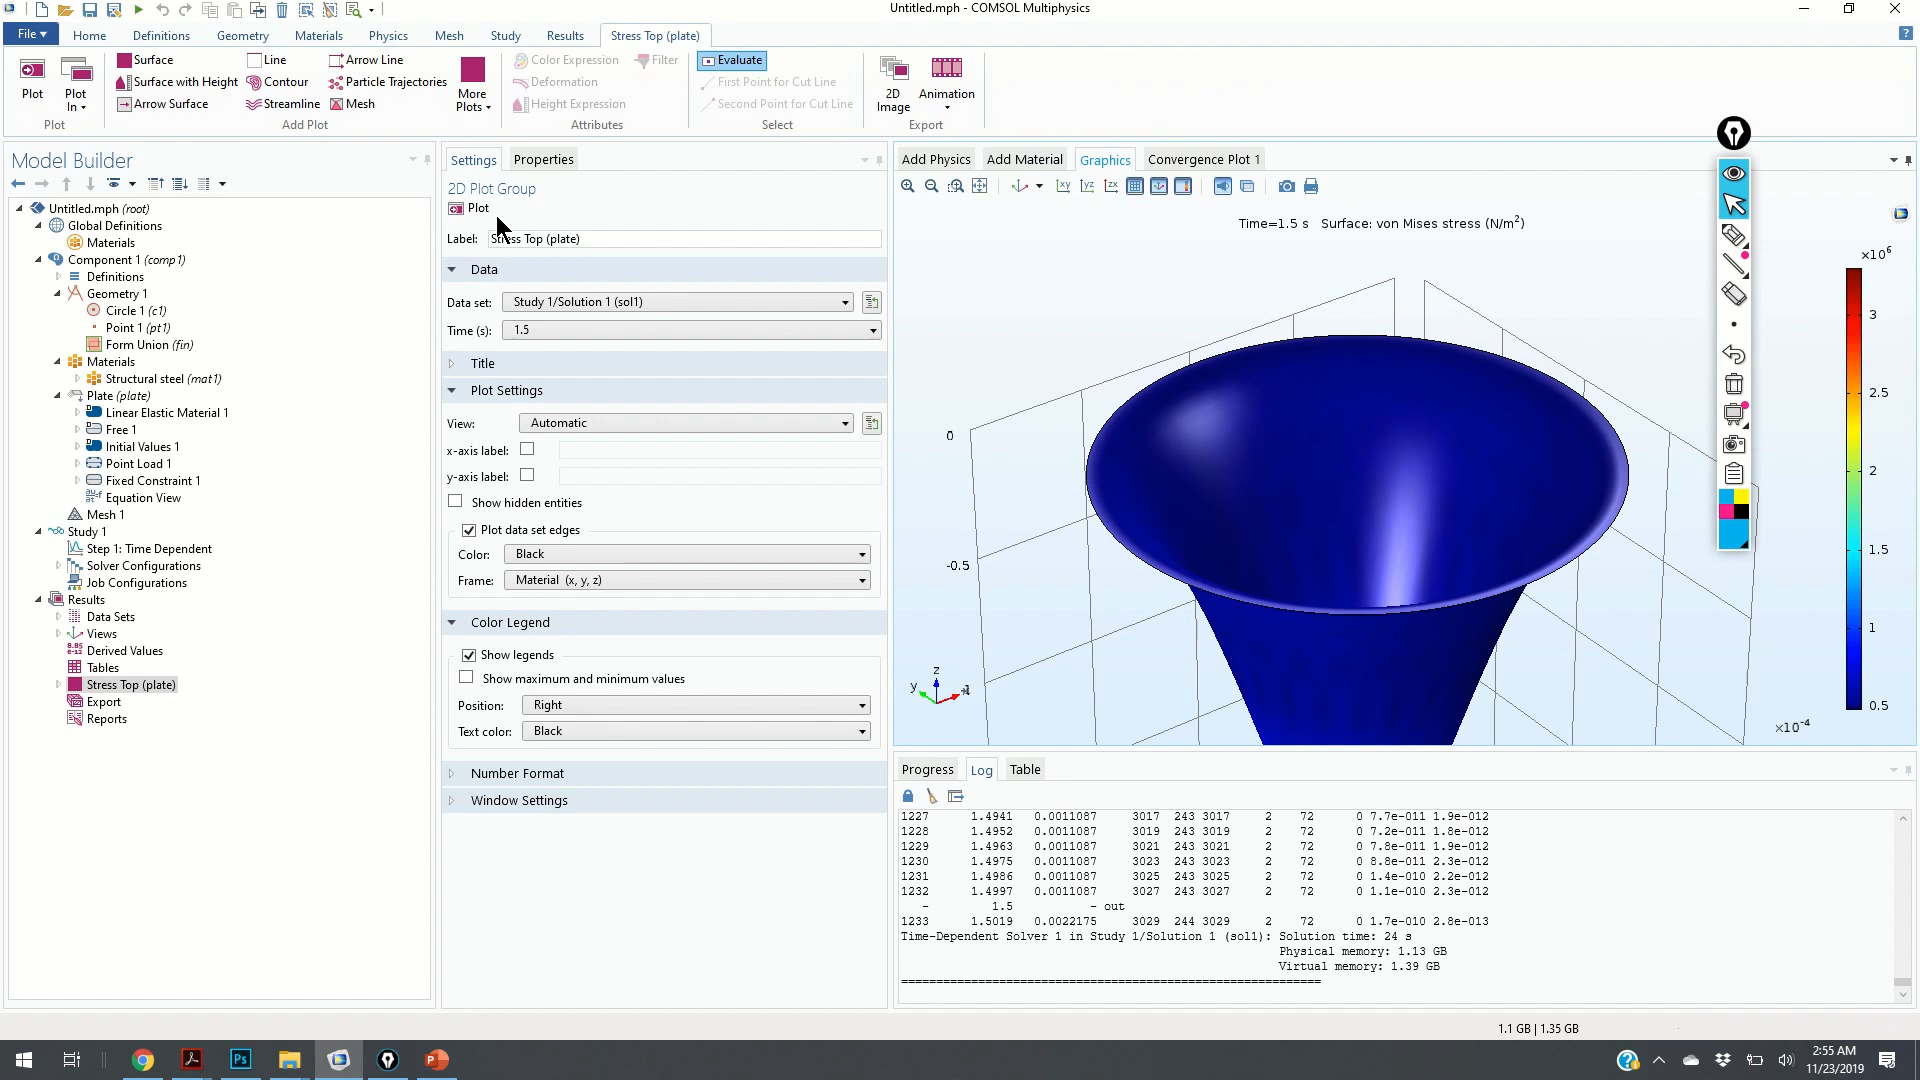 Untitled.mph - COMSOL Multiphysics
File Home Definitions Geometry Materials Physics Mesh Study Results Stress Top (plate)
Plot
Plot In
Plot
Surface
Surface with Height
Arrow Surface
Line
Contour
Streamline
Arrow Line
Particle Trajectories
Mesh
More Plots
Add Plot
Color Expression
Deformation
Height Expression
Filter
Attributes
Evaluate
First Point for Cut Line
Second Point for Cut Line
Select
2D Image
Animation
Export
Model Builder
Untitled.mph (root)
Global Definitions
Materials
Component 1 (comp1)
Definitions
Geometry 1
Circle 1 (c1)
Point 1 (pt1)
Form Union (fin)
Materials
Structural steel (mat1)
Plate (plate)
Linear Elastic Material 1
Free 1
Initial Values 1
Point Load 1
Fixed Constraint 1
Equation View
Mesh 1
Study 1
Step 1: Time Dependent
Solver Configurations
Job Configurations
Results
Data Sets
Views
8.85 e-12 Derived Values
Tables
Stress Top (plate)
Export
Reports
Settings Properties
2D Plot Group
Plot
Label: Stress Top (plate)
Data
Data set: Study 1/Solution 1 (sol1)
Time (s): 1.5
Title
Plot Settings
View: Automatic
x-axis label:
y-axis label:
Show hidden entities
Plot data set edges
Color: Black
Frame: Material (x, y, z)
Color Legend
Show legends
Show maximum and minimum values
Position: Right
Text color: Black
Number Format
Window Settings
Add Physics Add Material Graphics Convergence Plot 1
xy yz zx
Time=1.5 s Surface: von Mises stress (N/m²)
×10⁶
3
2.5
2
1.5
1
0.5
0
-0.5
×10⁻⁴
z
y
Progress Log Table
1227 1.4941 0.0011087 3017 243 3017 2 72 0 7.7e-011 1.9e-012
1228 1.4952 0.0011087 3019 243 3019 2 72 0 7.2e-011 1.8e-012
1229 1.4963 0.0011087 3021 243 3021 2 72 0 7.8e-011 1.9e-012
1230 1.4975 0.0011087 3023 243 3023 2 72 0 8.8e-011 2.3e-012
1231 1.4986 0.0011087 3025 243 3025 2 72 0 1.4e-010 2.2e-012
1232 1.4997 0.0011087 3027 243 3027 2 72 0 1.1e-010 2.3e-012
- 1.5 - out
1233 1.5019 0.0022175 3029 244 3029 2 72 0 1.7e-010 2.8e-013
Time-Dependent Solver 1 in Study 1/Solution 1 (sol1): Solution time: 24 s
Physical memory: 1.13 GB
Virtual memory: 1.39 GB
1.1 GB | 1.35 GB
Ps
2:55 AM
11/23/2019